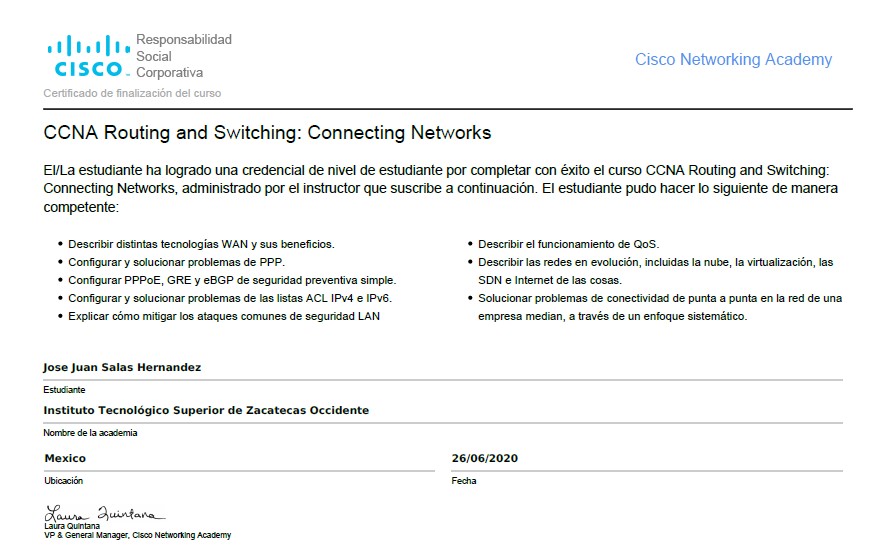 Responsabilidad
Social
Corporativa
CISCO
Cisco Networking Academy
Certificado de finalización del curso
CCNA Routing and Switching: Connecting Networks
El/La estudiante ha logrado una credencial de nivel de estudiante por completar con éxito el curso CCNA Routing and Switching:
Connecting Networks, administrado por el instructor que suscribe a continuación. El estudiante pudo hacer lo siguiente de manera
competente:
• Describir distintas tecnologías WAN y sus beneficios.
• Configurar y solucionar problemas de PPP.
• Configurar PPPoE, GRE y eBGP de seguridad preventiva simple.
• Configurar y solucionar problemas de las listas ACL IPv4 e IPv6.
• Explicar cómo mitigar los ataques comunes de seguridad LAN
• Describir el funcionamiento de QoS.
• Describir las redes en evolución, incluidas la nube, la virtualización, las
SDN e Internet de las cosas.
• Solucionar problemas de conectividad de punta a punta en la red de una
empresa median, a través de un enfoque sistemático.
Jose Juan Salas Hernandez
Estudiante
Instituto Tecnológico Superior de Zacatecas Occidente
Nombre de la academia
Mexico
Ubicación
26/06/2020
Fecha
Laura Quintana
Laura Quintana
VP & General Manager, Cisco Networking Academy